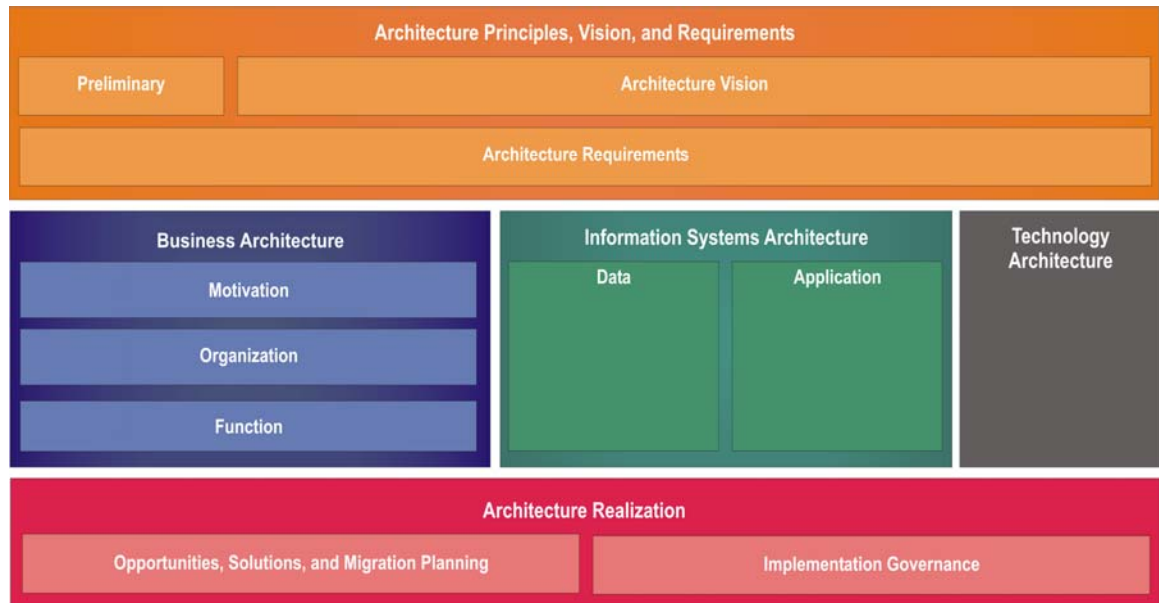 Architecture Principles, Vision, and Requirements
Preliminary
Architecture Vision
Architecture Requirements
Business Architecture
Motivation
Organization
Function
Information Systems Architecture
Data
Application
Technology
Architecture
Architecture Realization
Opportunities, Solutions, and Migration Planning
Implementation Governance